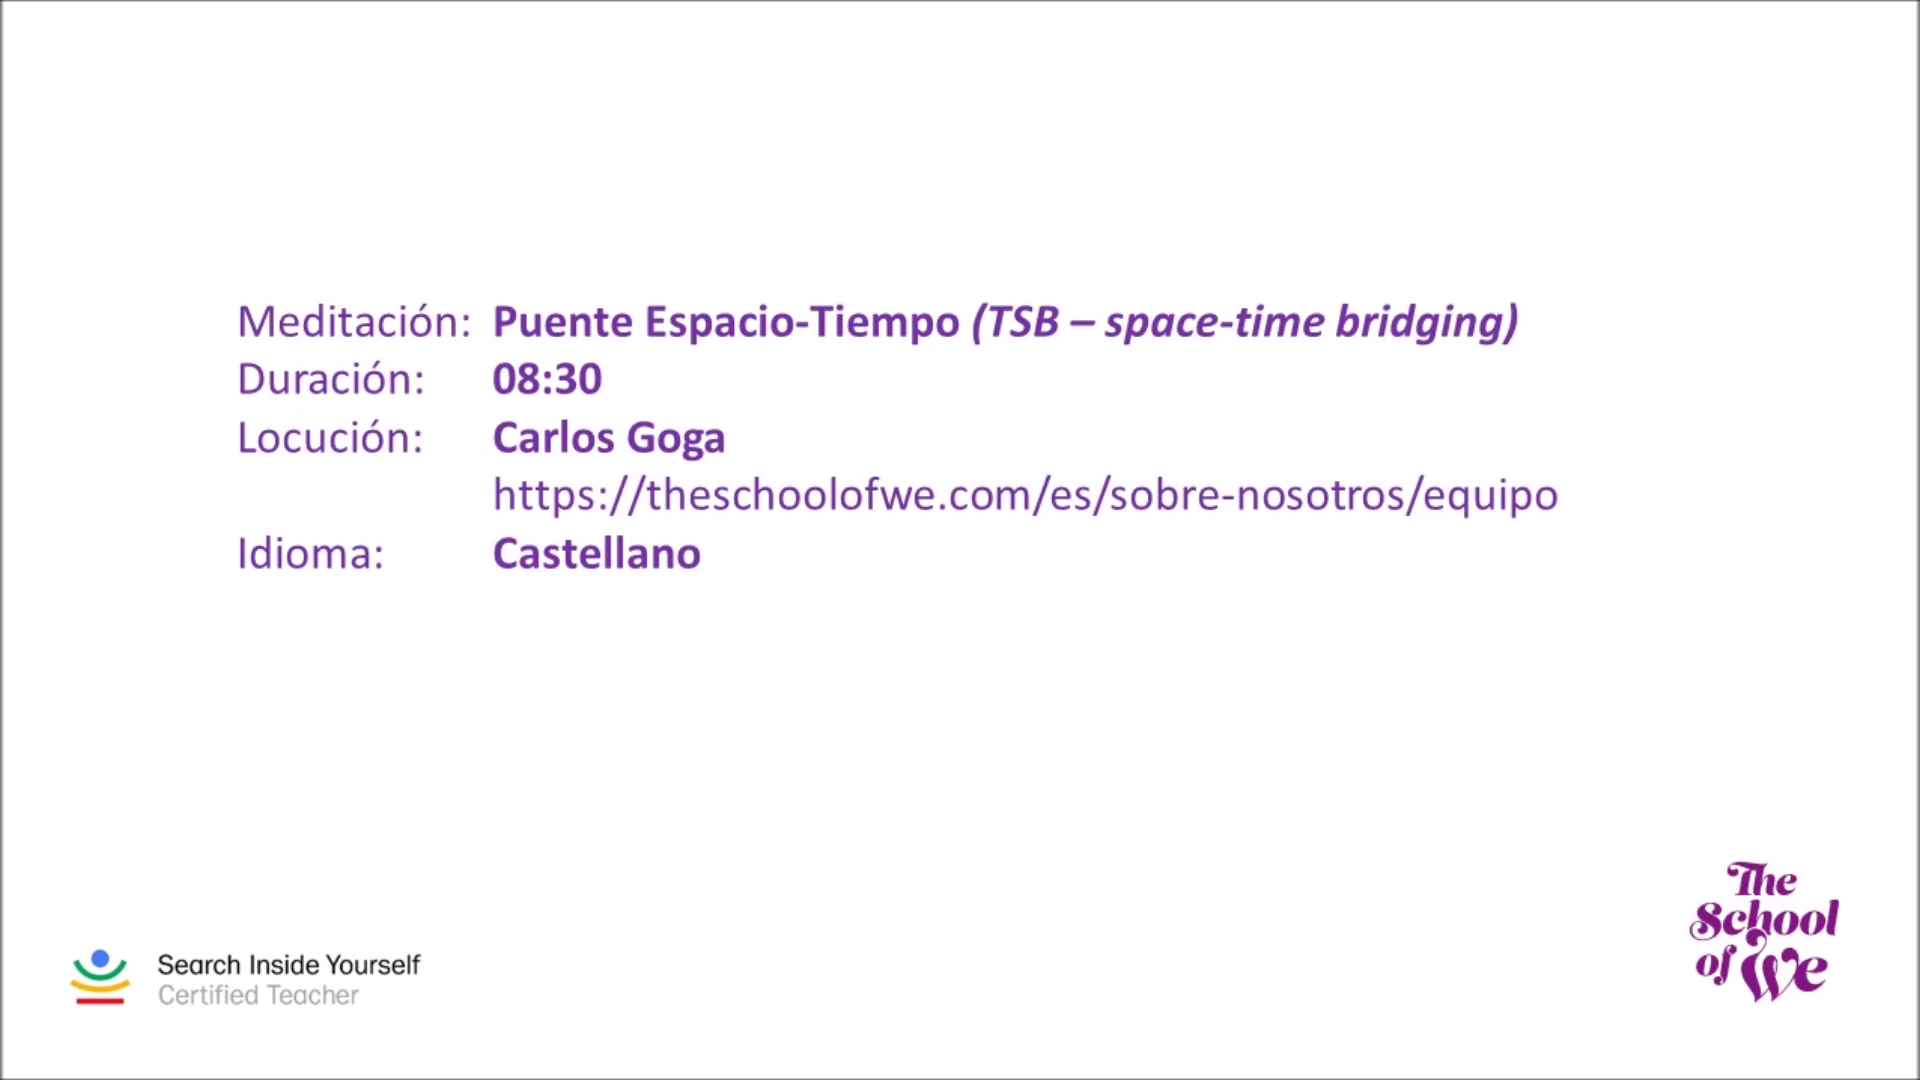 Meditación: Puente Espacio-Tiempo (TSB – space-time bridging)
Duración: 08:30
Locución: Carlos Goga
https://theschoolofwe.com/es/sobre-nosotros/equipo
Idioma: Castellano
Search Inside Yourself
Certified Teacher
The
School
of We